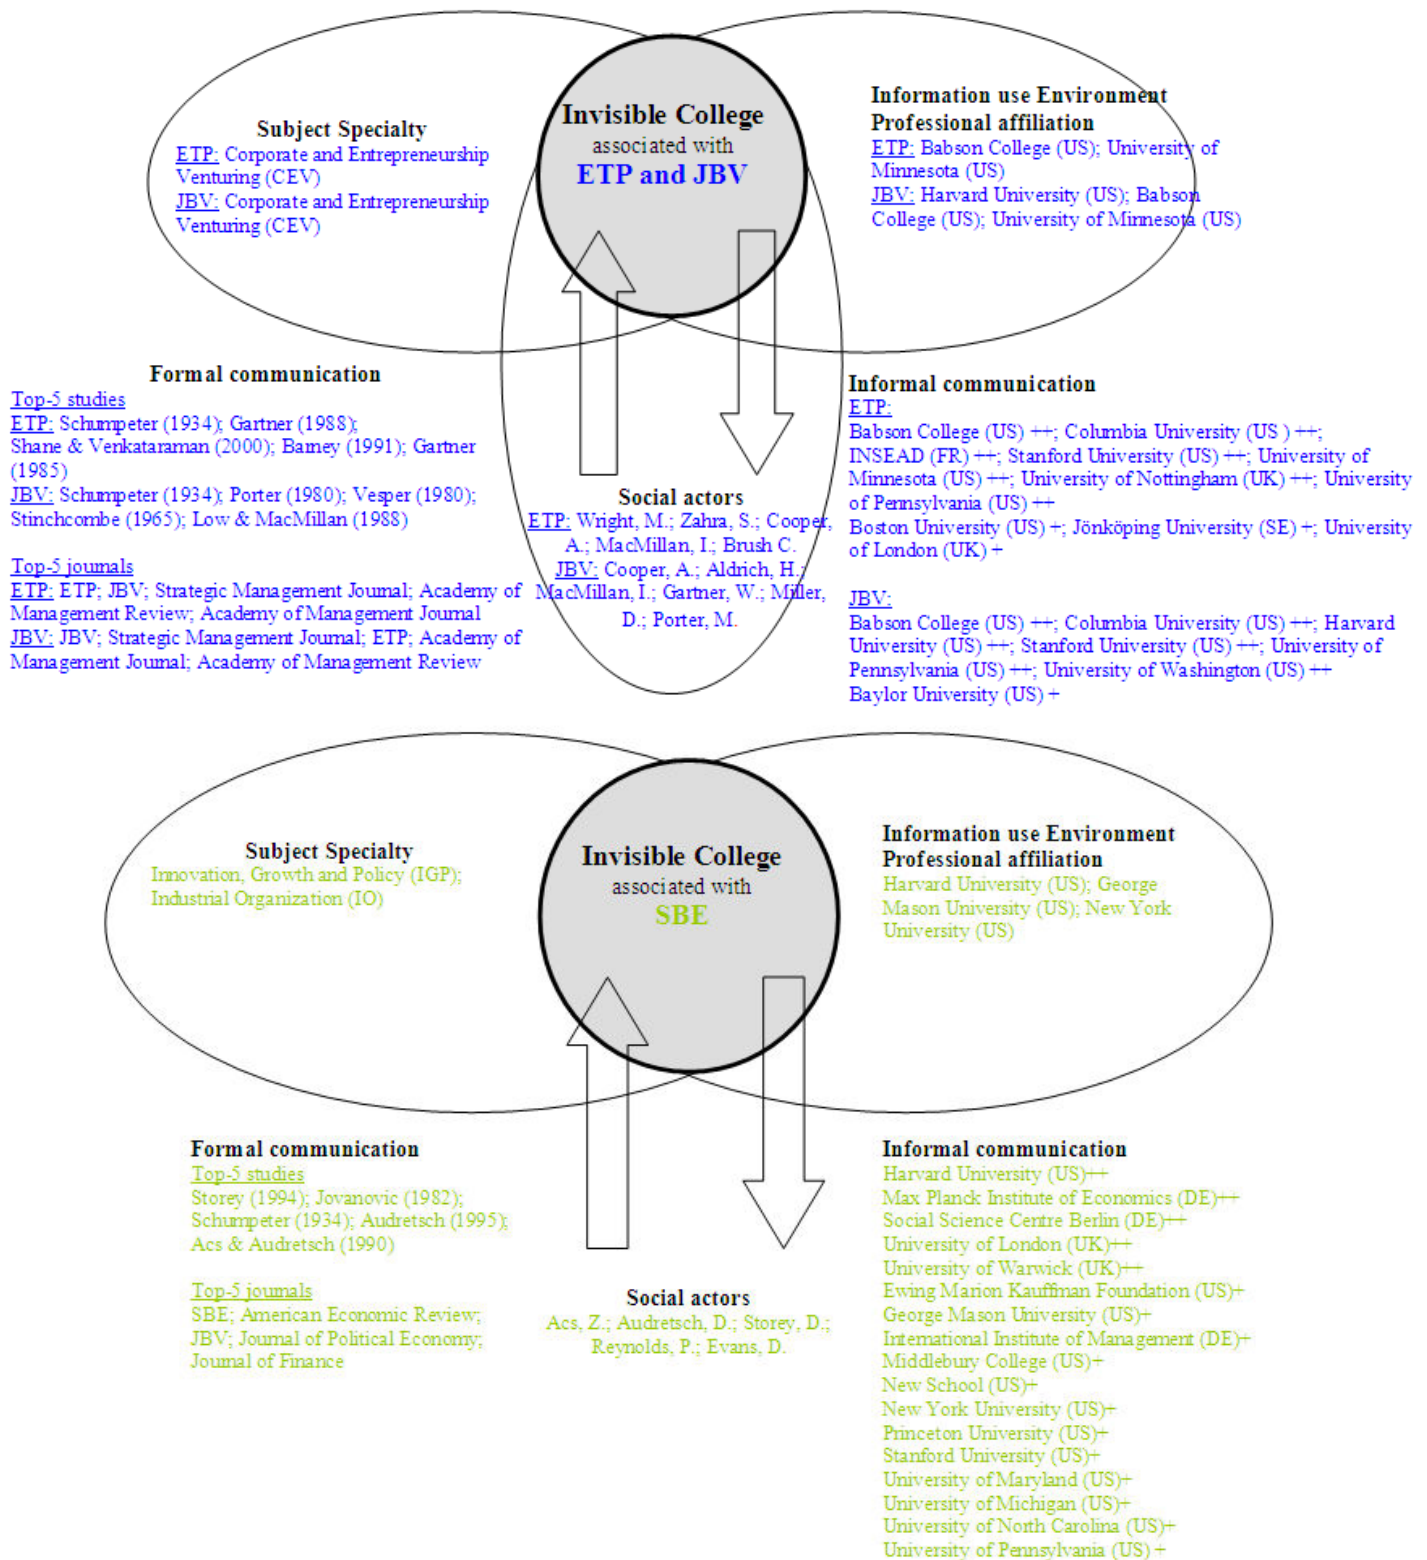 Invisible College
associated with
ETP and JBV
Subject Specialty
ETP: Corporate and Entrepreneurship
Venturing (CEV)
JBV: Corporate and Entrepreneurship
Venturing (CEV)
Information use Environment
Professional affiliation
ETP: Babson College (US); University of
Minnesota (US)
JBV: Harvard University (US); Babson
College (US); University of Minnesota (US)
Formal communication
Top-5 studies
ETP: Schumpeter (1934); Gartner (1988);
Shane & Venkataraman (2000); Barney (1991); Gartner
(1985)
JBV: Schumpeter (1934); Porter (1980); Vesper (1980);
Stinchcombe (1965); Low & MacMillan (1988)
Top-5 journals
ETP: ETP; JBV; Strategic Management Journal; Academy of
Management Review; Academy of Management Journal
JBV: JBV; Strategic Management Journal; ETP; Academy of
Management Journal; Academy of Management Review
Social actors
ETP: Wright, M.; Zahra, S.; Cooper,
A.; MacMillan, I.; Brush C.
JBV: Cooper, A.; Aldrich, H.;
MacMillan, I.; Gartner, W.; Miller,
D.; Porter, M.
Informal communication
ETP:
Babson College (US) ++; Columbia University (US ) ++;
INSEAD (FR) ++; Stanford University (US) ++; University of
Minnesota (US) ++; University of Nottingham (UK) ++; University
of Pennsylvania (US) ++
Boston University (US) +; Jönköping University (SE) +; University
of London (UK) +
JBV:
Babson College (US) ++; Columbia University (US) ++; Harvard
University (US) ++; Stanford University (US) ++; University of
Pennsylvania (US) ++; University of Washington (US) ++
Baylor University (US) +
Invisible College
associated with
SBE
Subject Specialty
Innovation, Growth and Policy (IGP);
Industrial Organization (IO)
Information use Environment
Professional affiliation
Harvard University (US); George
Mason University (US); New York
University (US)
Formal communication
Top-5 studies
Storey (1994); Jovanovic (1982);
Schumpeter (1934); Audretsch (1995);
Acs & Audretsch (1990)
Top-5 journals
SBE; American Economic Review;
JBV; Journal of Political Economy;
Journal of Finance
Social actors
Acs, Z.; Audretsch, D.; Storey, D.;
Reynolds, P.; Evans, D.
Informal communication
Harvard University (US)++
Max Planck Institute of Economics (DE)++
Social Science Centre Berlin (DE)++
University of London (UK)++
University of Warwick (UK)++
Ewing Marion Kauffman Foundation (US)+
George Mason University (US)+
International Institute of Management (DE)+
Middlebury College (US)+
New School (US)+
New York University (US)+
Princeton University (US)+
Stanford University (US)+
University of Maryland (US)+
University of Michigan (US)+
University of North Carolina (US)+
University of Pennsylvania (US) +